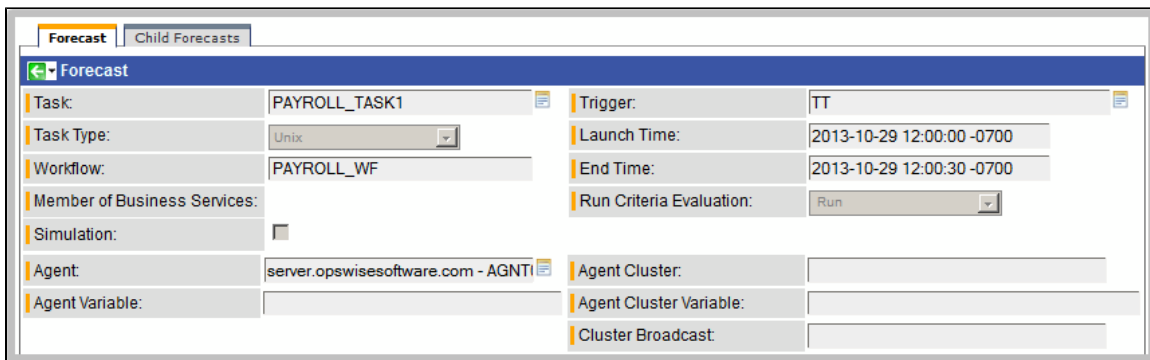 Forecast Child Forecasts
Forecast
Task: PAYROLL_TASK1 Trigger: TT
Task Type: Unix Launch Time: 2013-10-29 12:00:00 -0700
Workflow: PAYROLL_WF End Time: 2013-10-29 12:00:30 -0700
Member of Business Services: Run Criteria Evaluation: Run
Simulation:
Agent: server.opswisesoftware.com - AGNT Agent Cluster:
Agent Variable: Agent Cluster Variable:
Cluster Broadcast: